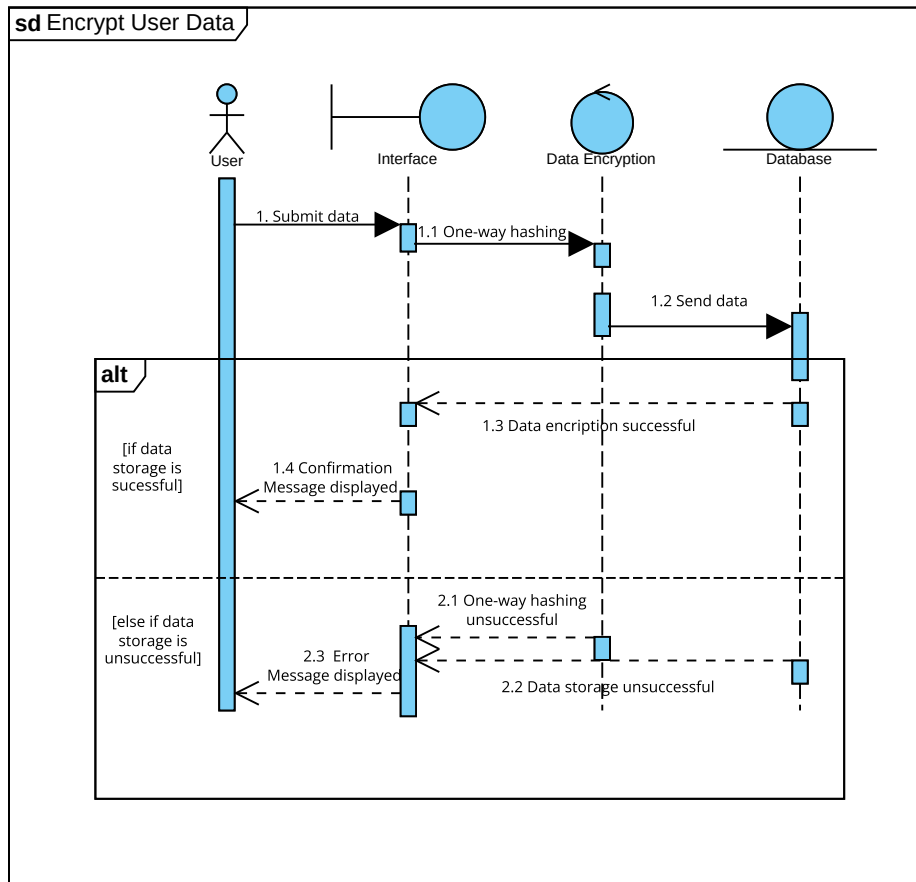 sd Encrypt User Data
User
Interface
Data Encryption
Database
1. Submit data
1.1 One-way hashing
1.2 Send data
alt
1.3 Data encription successful
[if data
storage is
sucessful]
1.4 Confirmation
Message displayed
[else if data
storage is
unsuccessful]
2.1 One-way hashing
unsuccessful
2.3 Error
Message displayed
2.2 Data storage unsuccessful